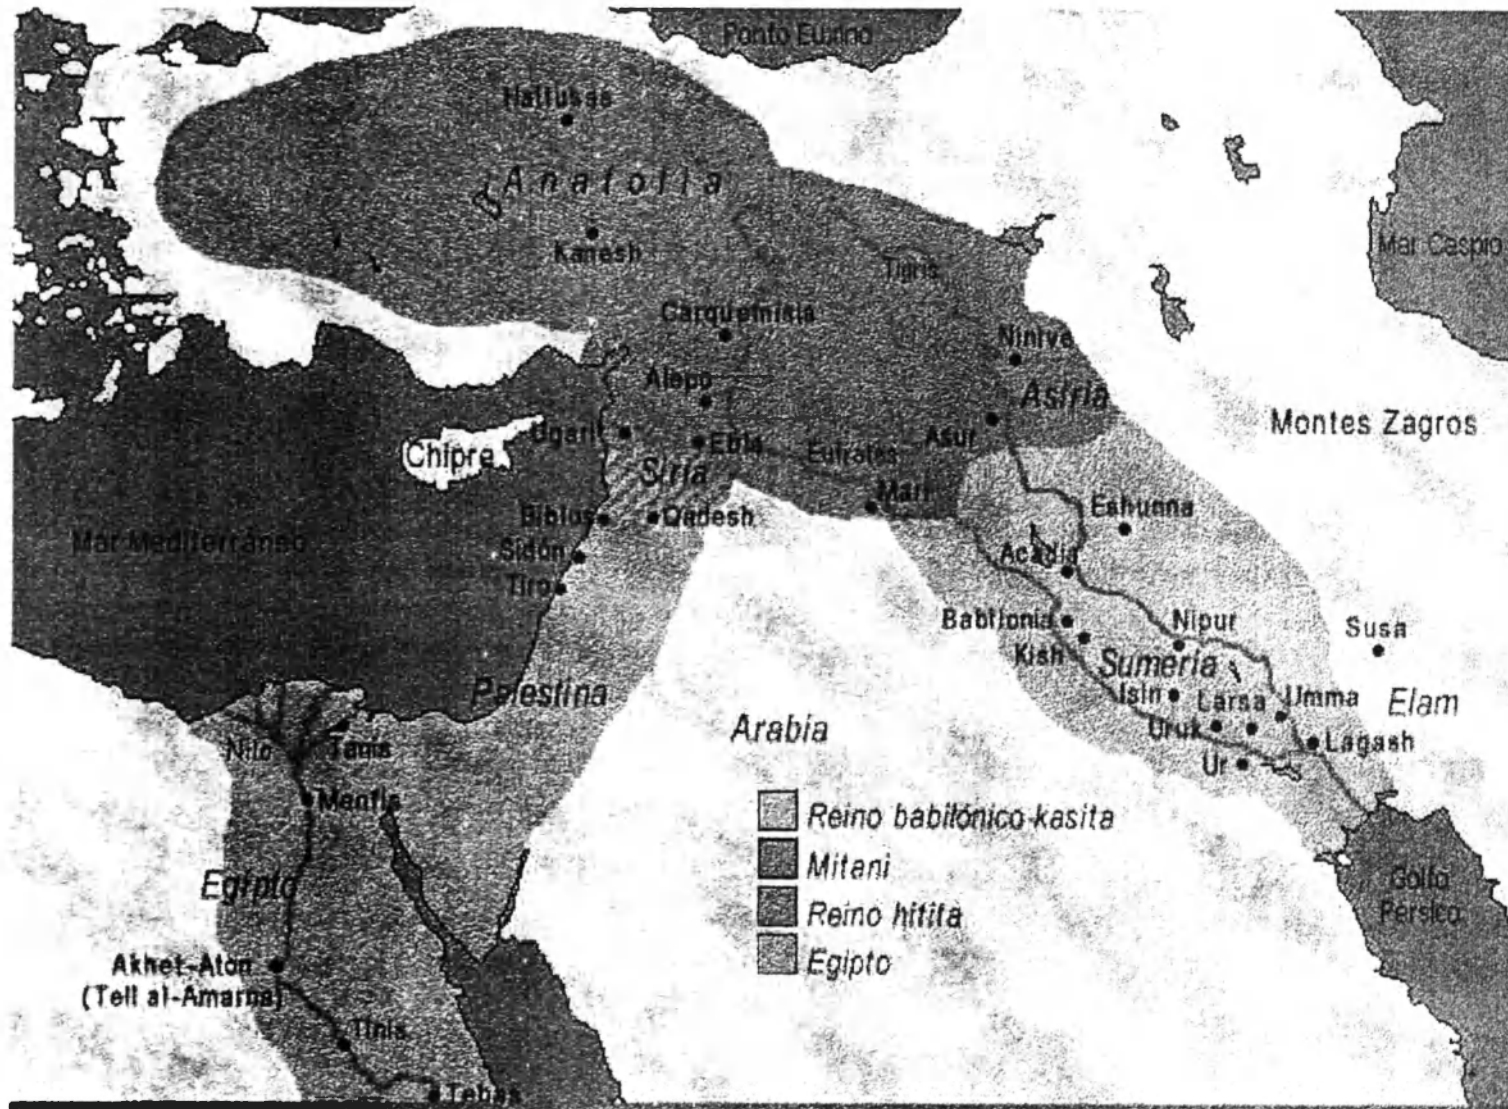 Ponto Euxino
Hattusas
Anatolia
Kanesh
Mar Caspio
Tigris
Carquemisia
Ninive
Alepo
Asiria
Montes Zagros
Ugarit
Ebla
Asur
Chipre
Siria
Eufrates
Mari
Biblos
Qadesh
Eshunna
Mar Mediterráneo
Sidón
Acadia
Tiro
Babilonia
Nipur
Susa
Kish
Sumeria
Palestina
Isin
Larsa
Umma
Elam
Arabia
Uruk
Lagash
Nilo
Tanis
Ur
Menfis
Reino babilónico-kasita
Mitani
Reino hitita
Egipto
Egipto
Golfo
Pérsico
Akhet-Aton
(Tell al-Amarna)
Tinis
Tebas